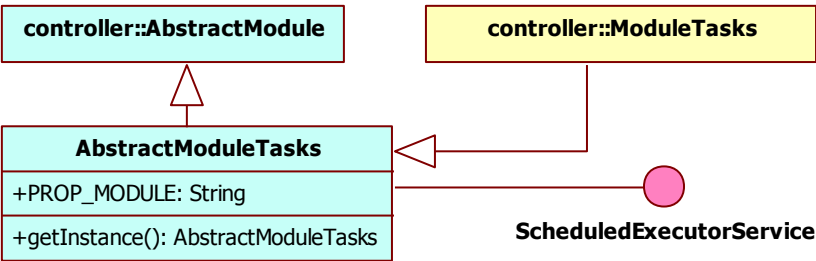 controller::AbstractModule
controller::ModuleTasks
AbstractModuleTasks
+PROP_MODULE: String
+getInstance(): AbstractModuleTasks
ScheduledExecutorService